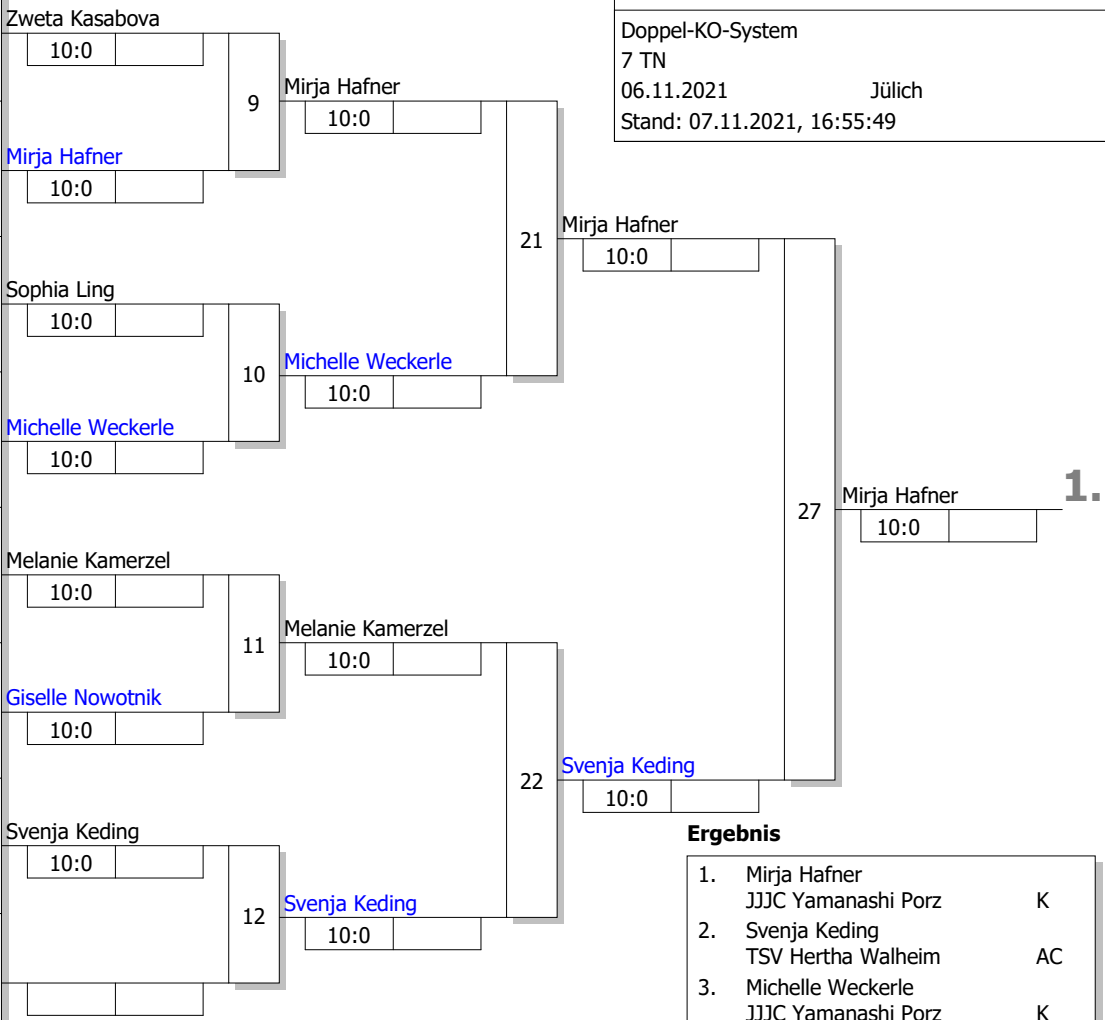 Zweta Kasabova
10:0
Doppel-KO-System
7 TN
06.11.2021 Jülich
Stand: 07.11.2021, 16:55:49
9
Mirja Hafner
10:0
Mirja Hafner
10:0
21
Mirja Hafner
10:0
Sophia Ling
10:0
10
Michelle Weckerle
10:0
Michelle Weckerle
10:0
27
Mirja Hafner
10:0
1.
Melanie Kamerzel
10:0
11
Melanie Kamerzel
10:0
Giselle Nowotnik
10:0
22
Svenja Keding
10:0
Svenja Keding
10:0
12
Svenja Keding
10:0
Ergebnis
1. Mirja Hafner
JJJC Yamanashi Porz K
2. Svenja Keding
TSV Hertha Walheim AC
3. Michelle Weckerle
JJJC Yamanashi Porz K